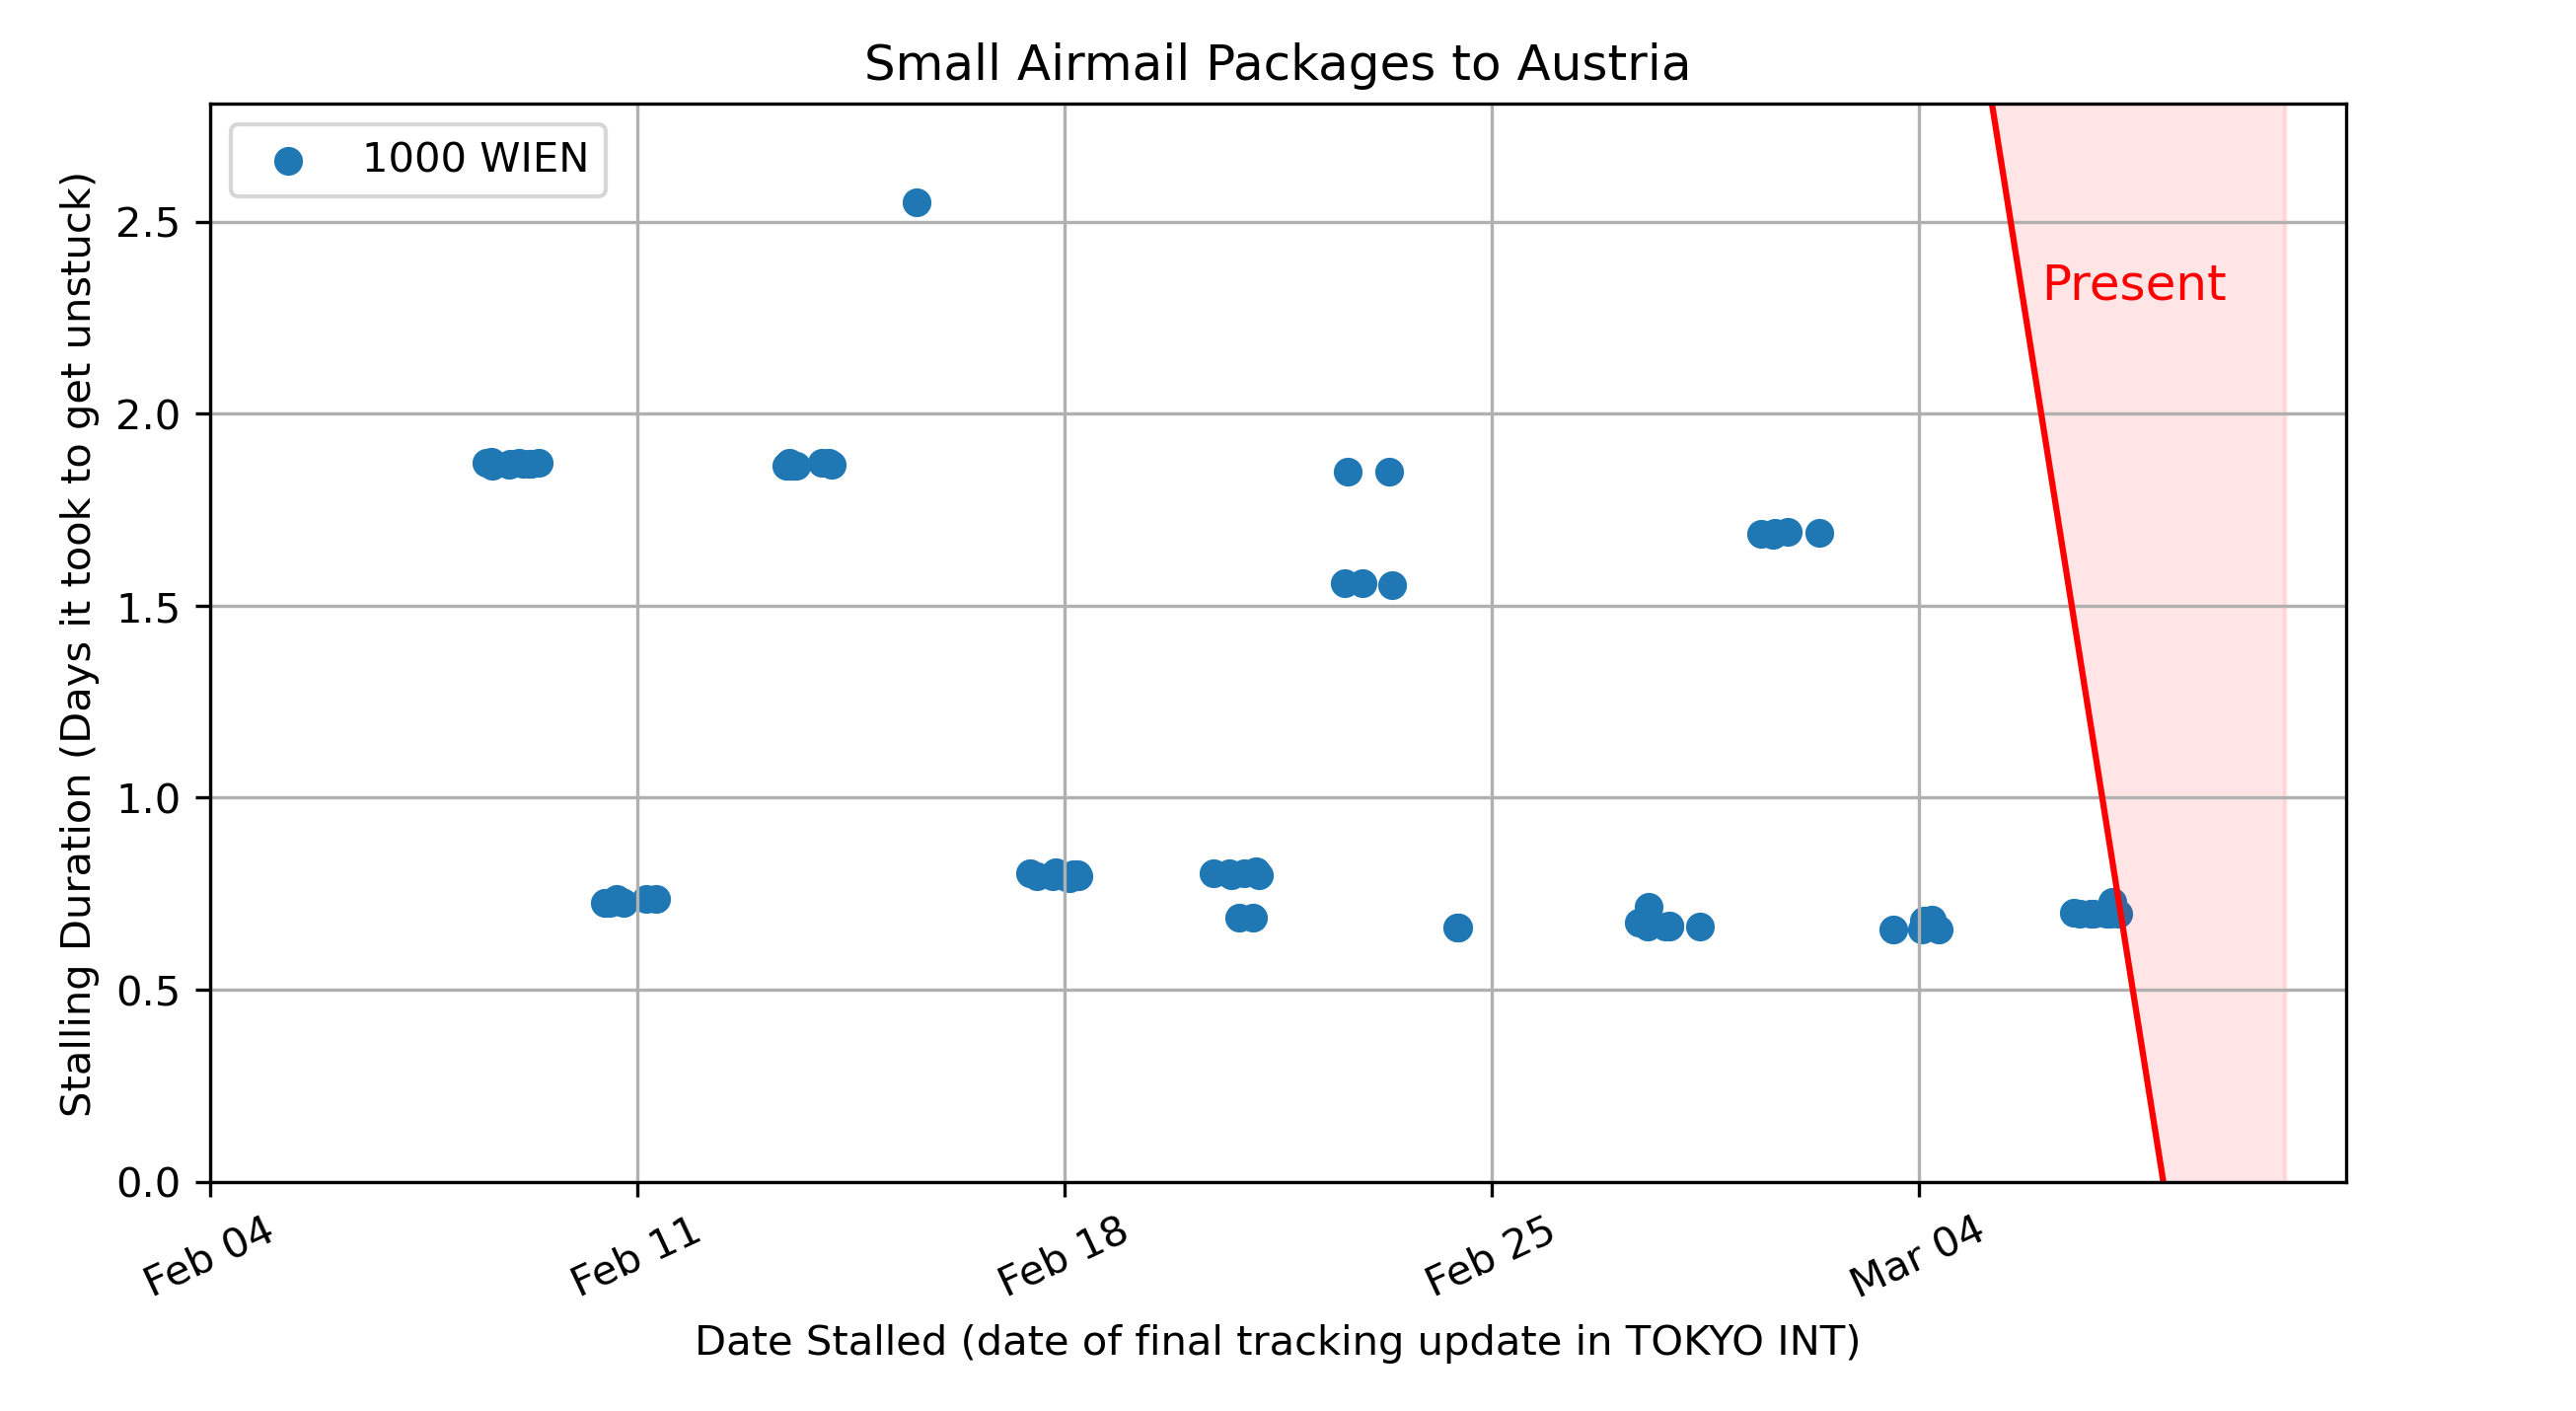 Small Airmail Packages to Austria
1000 WIEN
Present
Stalling Duration (Days it took to get unstuck)
2.5
2.0
1.5
1.0
0.5
0.0
Feb 04
Feb 11
Feb 18
Feb 25
Mar 04
Date Stalled (date of final tracking update in TOKYO INT)